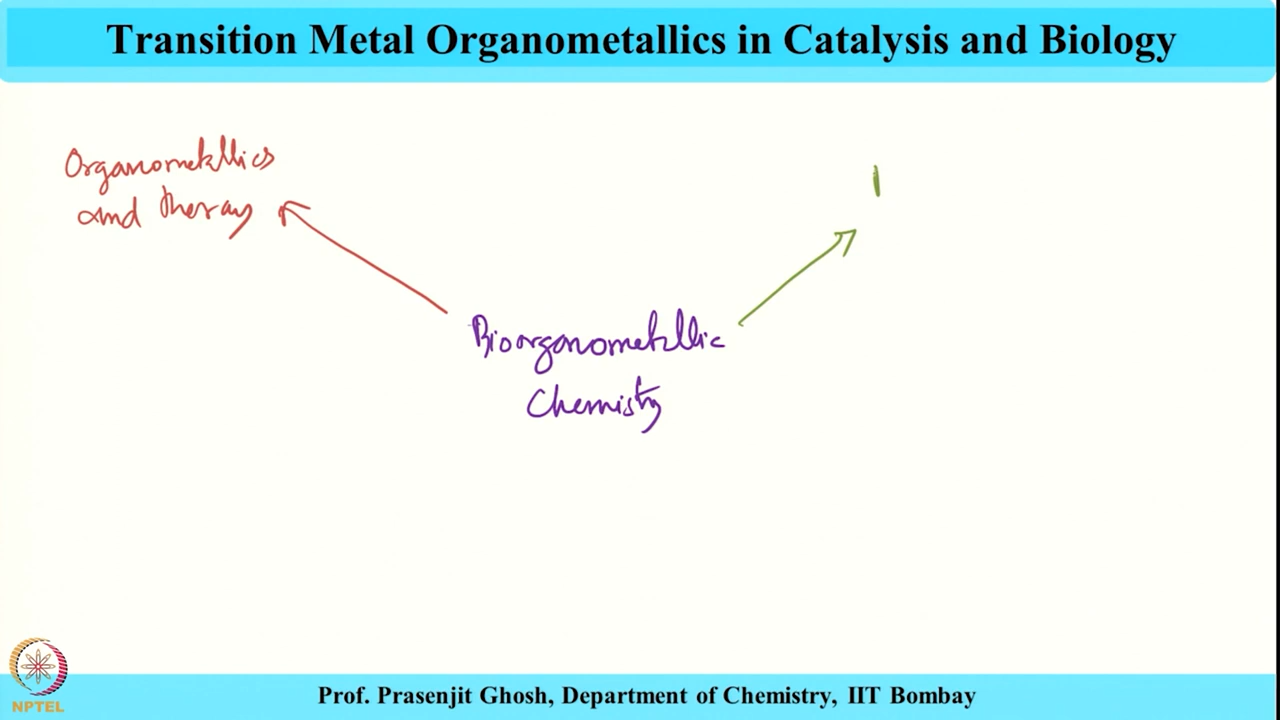 Transition Metal Organometallics in Catalysis and Biology
Organometallics
and theray
Bioorganometallic
Chemistry
Prof. Prasenjit Ghosh, Department of Chemistry, IIT Bombay
NPTEL